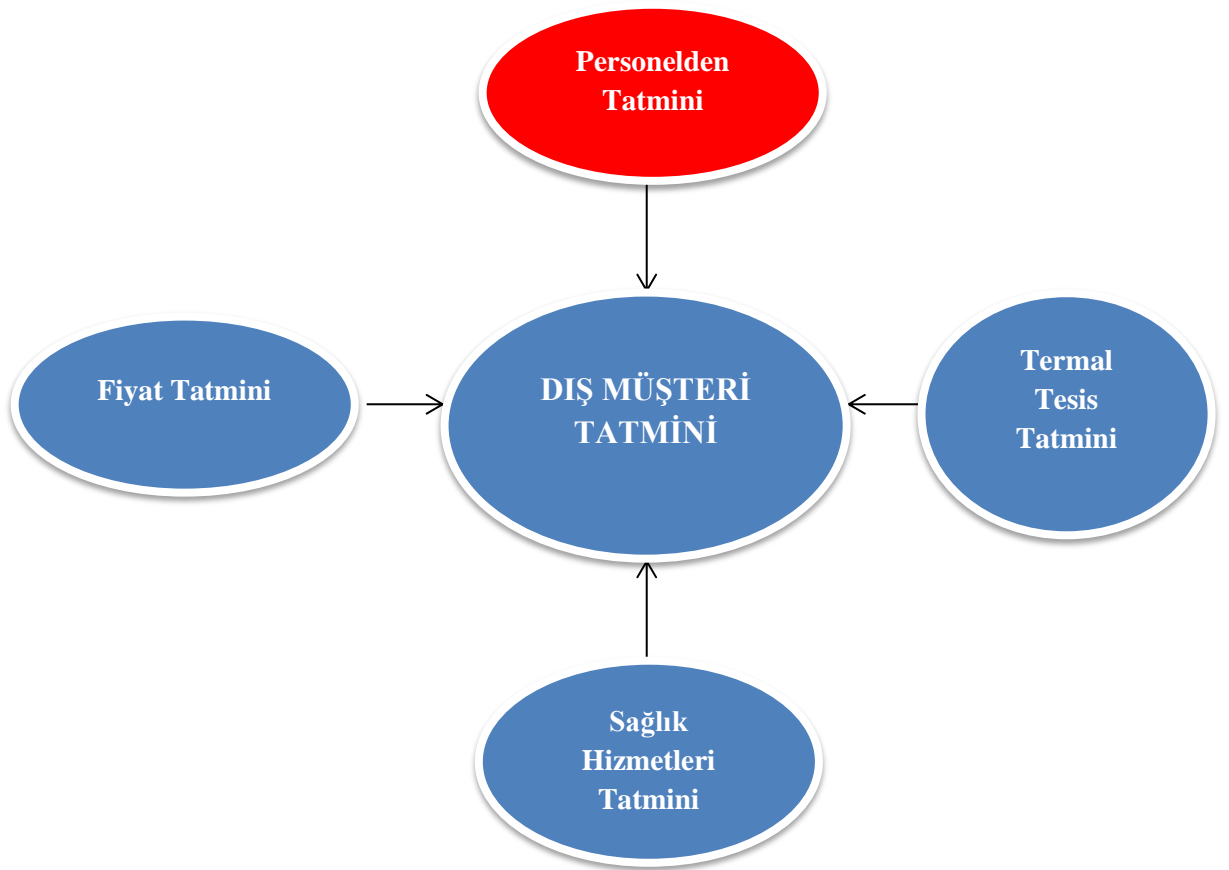 Personelden
Tatmini
Fiyat Tatmini
DIŞ MÜŞTERİ
TATMİNİ
Termal
Tesis
Tatmini
Sağlık
Hizmetleri
Tatmini